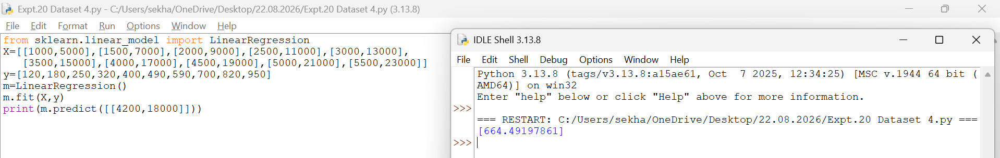 Expt.20 Dataset 4.py - C:/Users/sekha/OneDrive/Desktop/22.08.2026/Expt.20 Dataset 4.py (3.13.8)
File Edit Format Run Options Window Help
from sklearn.linear_model import LinearRegression
X=[[1000,5000],[1500,7000],[2000,9000],[2500,11000],[3000,13000],
[3500,15000],[4000,17000],[4500,19000],[5000,21000],[5500,23000]]
y=[120,180,250,320,400,490,590,700,820,950]
m=LinearRegression()
m.fit(X,y)
print(m.predict([[4200,18000]]))
IDLE Shell 3.13.8
File Edit Shell Debug Options Window Help
Python 3.13.8 (tags/v3.13.8:a15ae61, Oct  7 2025, 12:34:25) [MSC v.1944 64 bit (
AMD64)] on win32
Enter "help" below or click "Help" above for more information.
>>>
=== RESTART: C:/Users/sekha/OneDrive/Desktop/22.08.2026/Expt.20 Dataset 4.py ===
[664.49197861]
>>>